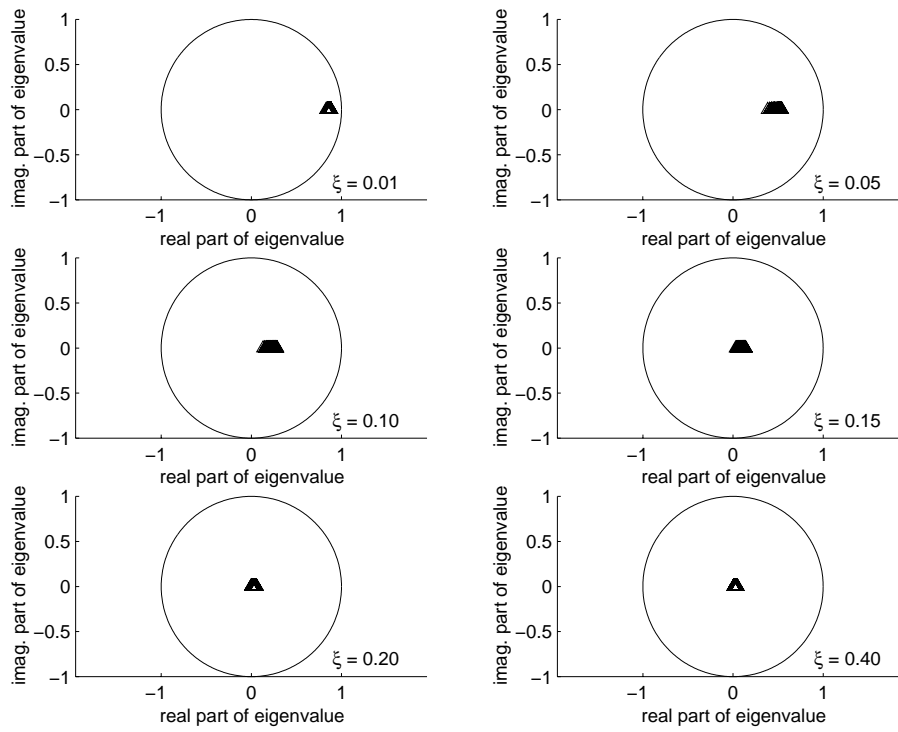 1
0.5
0
−0.5
−1
−1
0
1
imag. part of eigenvalue
real part of eigenvalue
ξ = 0.01
1
0.5
0
−0.5
−1
−1
0
1
imag. part of eigenvalue
real part of eigenvalue
ξ = 0.05
1
0.5
0
−0.5
−1
−1
0
1
imag. part of eigenvalue
real part of eigenvalue
ξ = 0.10
1
0.5
0
−0.5
−1
−1
0
1
imag. part of eigenvalue
real part of eigenvalue
ξ = 0.15
1
0.5
0
−0.5
−1
−1
0
1
imag. part of eigenvalue
real part of eigenvalue
ξ = 0.20
1
0.5
0
−0.5
−1
−1
0
1
imag. part of eigenvalue
real part of eigenvalue
ξ = 0.40